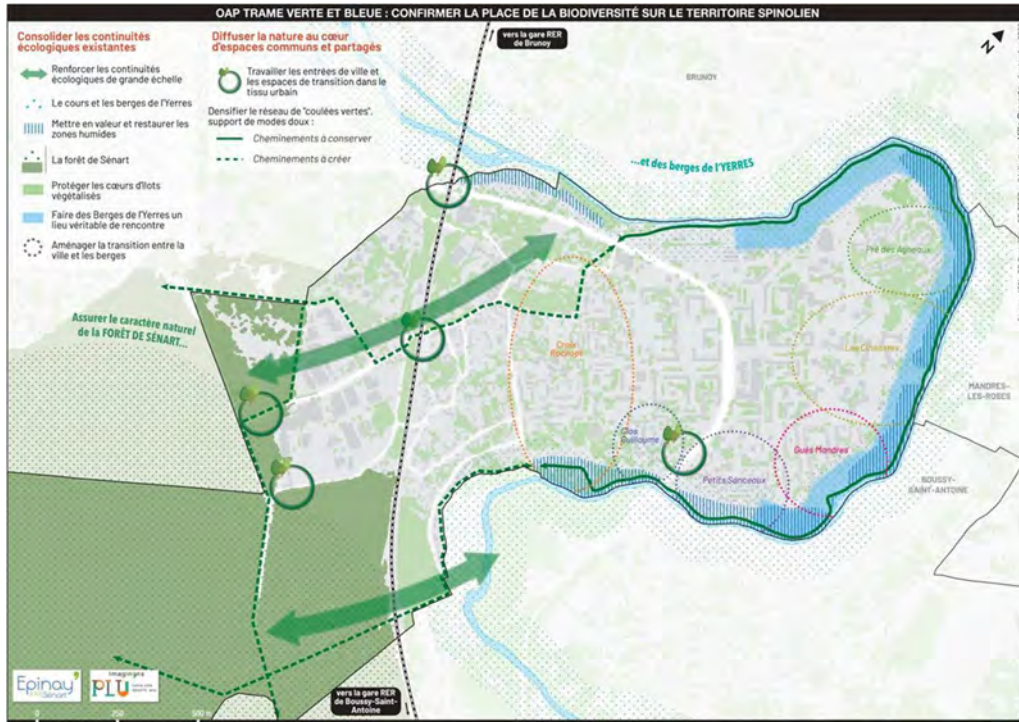 OAP TRAME VERTE ET BLEUE : CONFIRMER LA PLACE DE LA BIODIVERSITÉ SUR LE TERRITOIRE SPINOLIEN
Consolider les continuités
écologiques existantes
Renforcer les continuités
écologiques de grande échelle
Le cours et les berges de l'Yerres
Mettre en valeur et restaurer les
zones humides
La forêt de Sénart
Protéger les cœurs d'îlots
végétalisés
Faire des Berges de l'Yerres un
lieu véritable de rencontre
Aménager la transition entre la
ville et les berges
Diffuser la nature au cœur
d'espaces communs et partagés
Travailler les entrées de ville et
les espaces de transition dans le
tissu urbain
Densifier le réseau de "coulées vertes",
support de modes doux :
Cheminements à conserver
Cheminements à créer
vers la gare RER
de Brunoy
N
BRUNOY
...et des berges de l'YERRES
Pré des Agneaux
Assurer le caractère naturel
de la FORÊT DE SÉNART...
Croix
Clos
Guillaume
Petits Sanceaux
Gués Mandres
MANDRES-
LES-ROSES
BOUSSY-
SAINT-ANTOINE
Epinay
Sénart
Imaginons
PLU
vers la gare RER
de Boussy-Saint-
Antoine
0
250
500 m